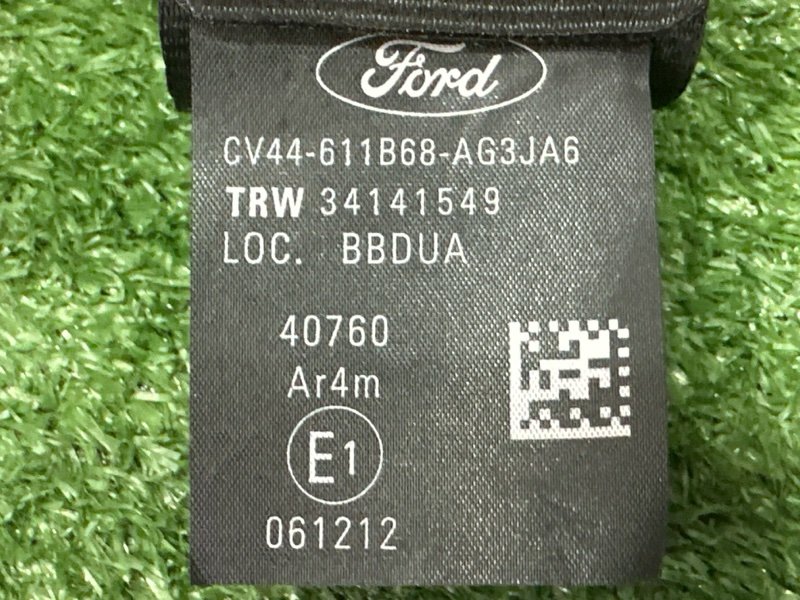 Ford
CV44-611B68-AG3JA6
TRW 34141549
LOC. BBDUA
40760
Ar4m
E1
061212